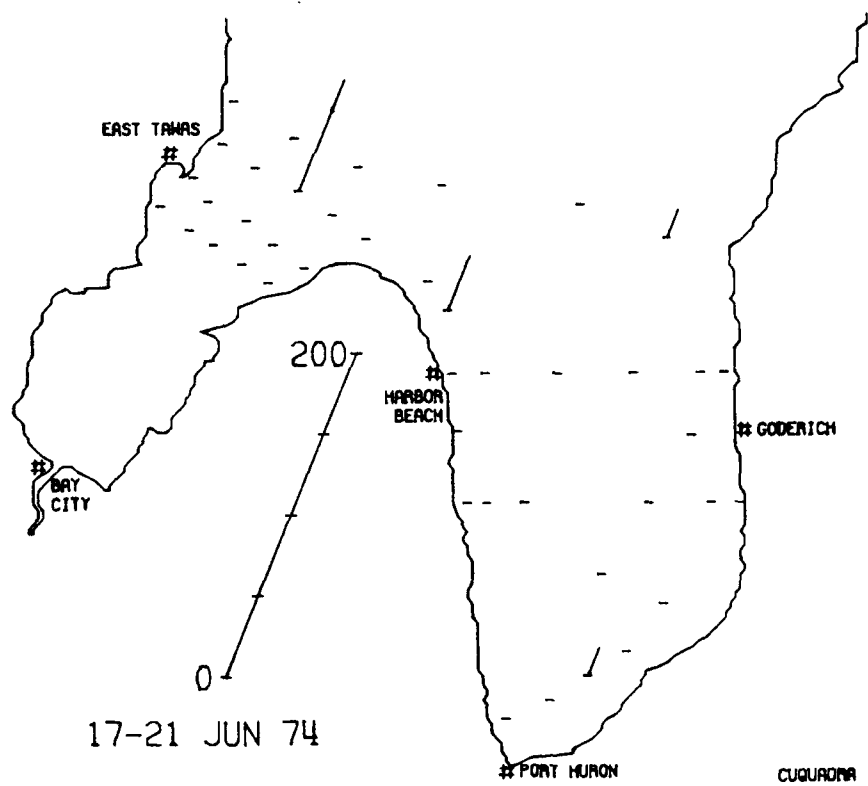 EAST TAWAS
#
200
#
HARBOR
BEACH
# GODERICH
#
BAY
CITY
0
17-21 JUN 74
# PORT HURON
CUQUADRA